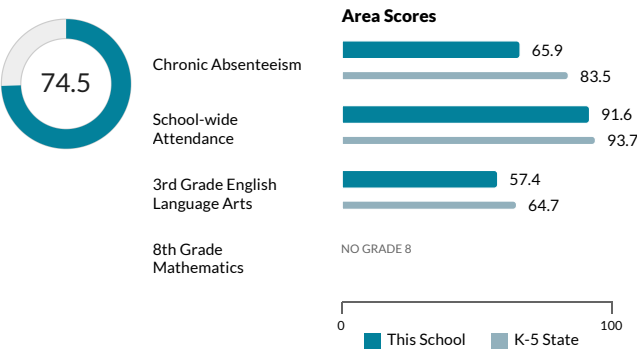 Area Scores
74.5
Chronic Absenteeism
65.9
83.5
School-wide
Attendance
91.6
93.7
3rd Grade English
Language Arts
57.4
64.7
8th Grade
Mathematics
NO GRADE 8
0
100
This School
K-5 State